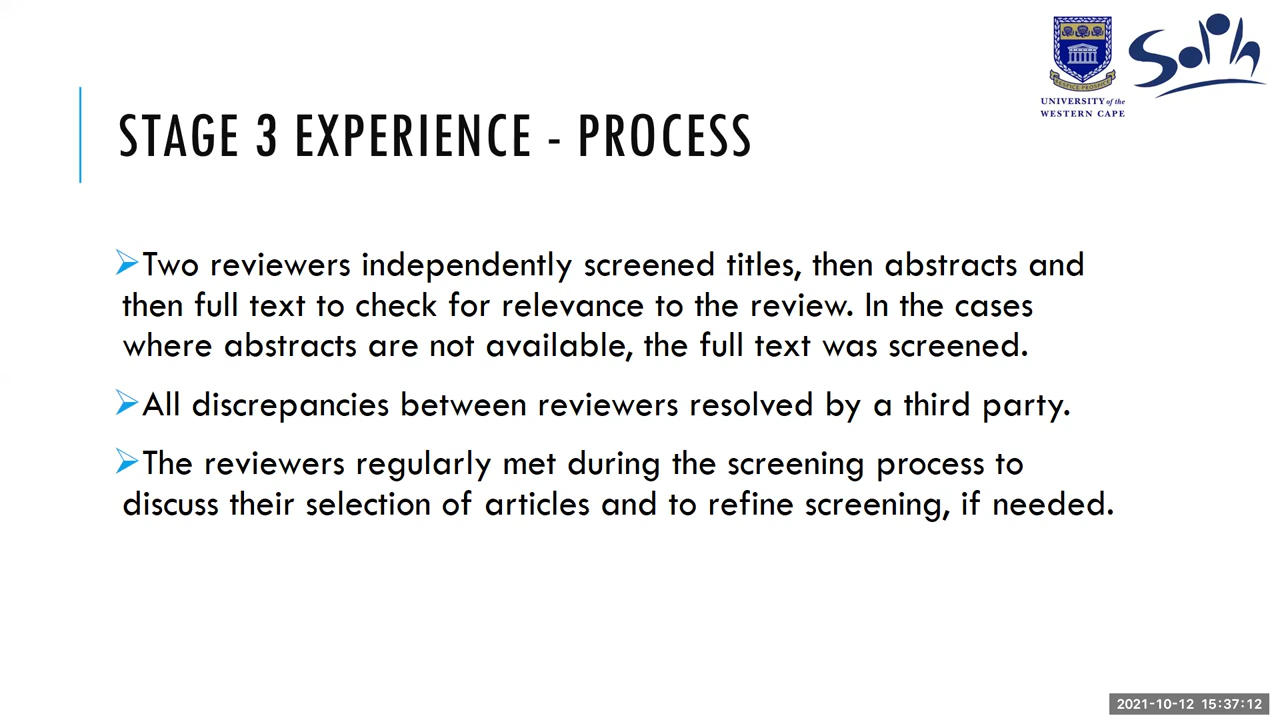 SoPh
RESPICE PROSPICE
UNIVERSITY of the
WESTERN CAPE
STAGE 3 EXPERIENCE - PROCESS
➢Two reviewers independently screened titles, then abstracts and
then full text to check for relevance to the review. In the cases
where abstracts are not available, the full text was screened.
➢All discrepancies between reviewers resolved by a third party.
➢The reviewers regularly met during the screening process to
discuss their selection of articles and to refine screening, if needed.
2021-10-12 15:37:12